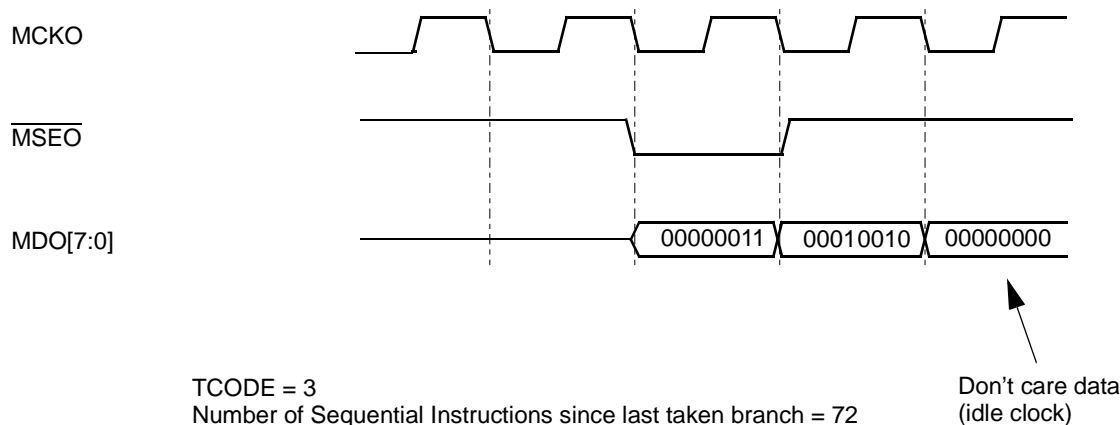 MCKO
MSEO
MDO[7:0]
00000011 00010010 00000000
TCODE = 3
Number of Sequential Instructions since last taken branch = 72
Don't care data
(idle clock)